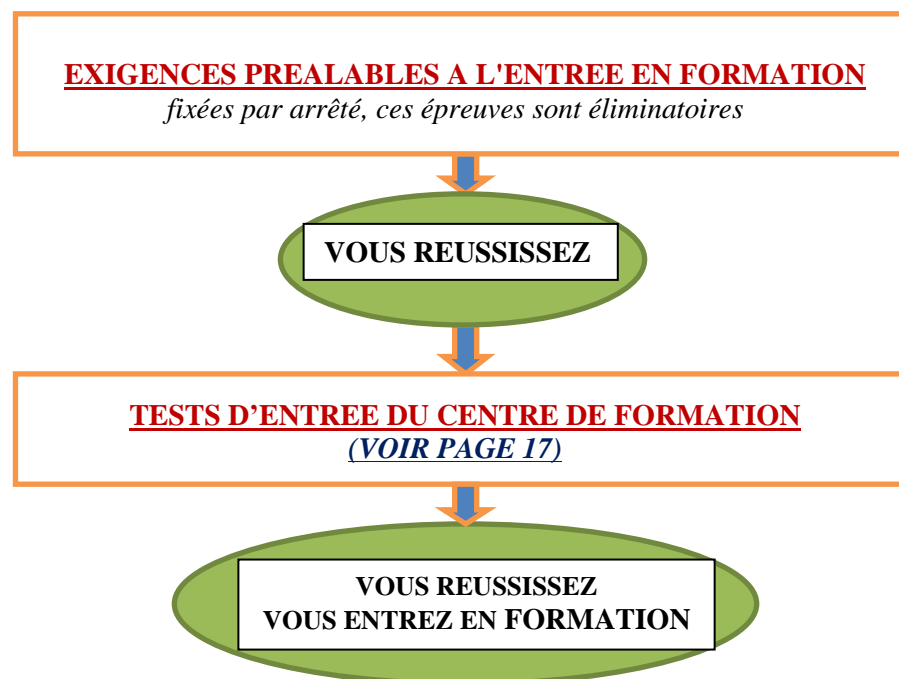 EXIGENCES PREALABLES A L'ENTREE EN FORMATION
fixées par arrêté, ces épreuves sont éliminatoires
VOUS REUSSISSEZ
TESTS D’ENTREE DU CENTRE DE FORMATION
(VOIR PAGE 17)
VOUS REUSSISSEZ
VOUS ENTREZ EN FORMATION